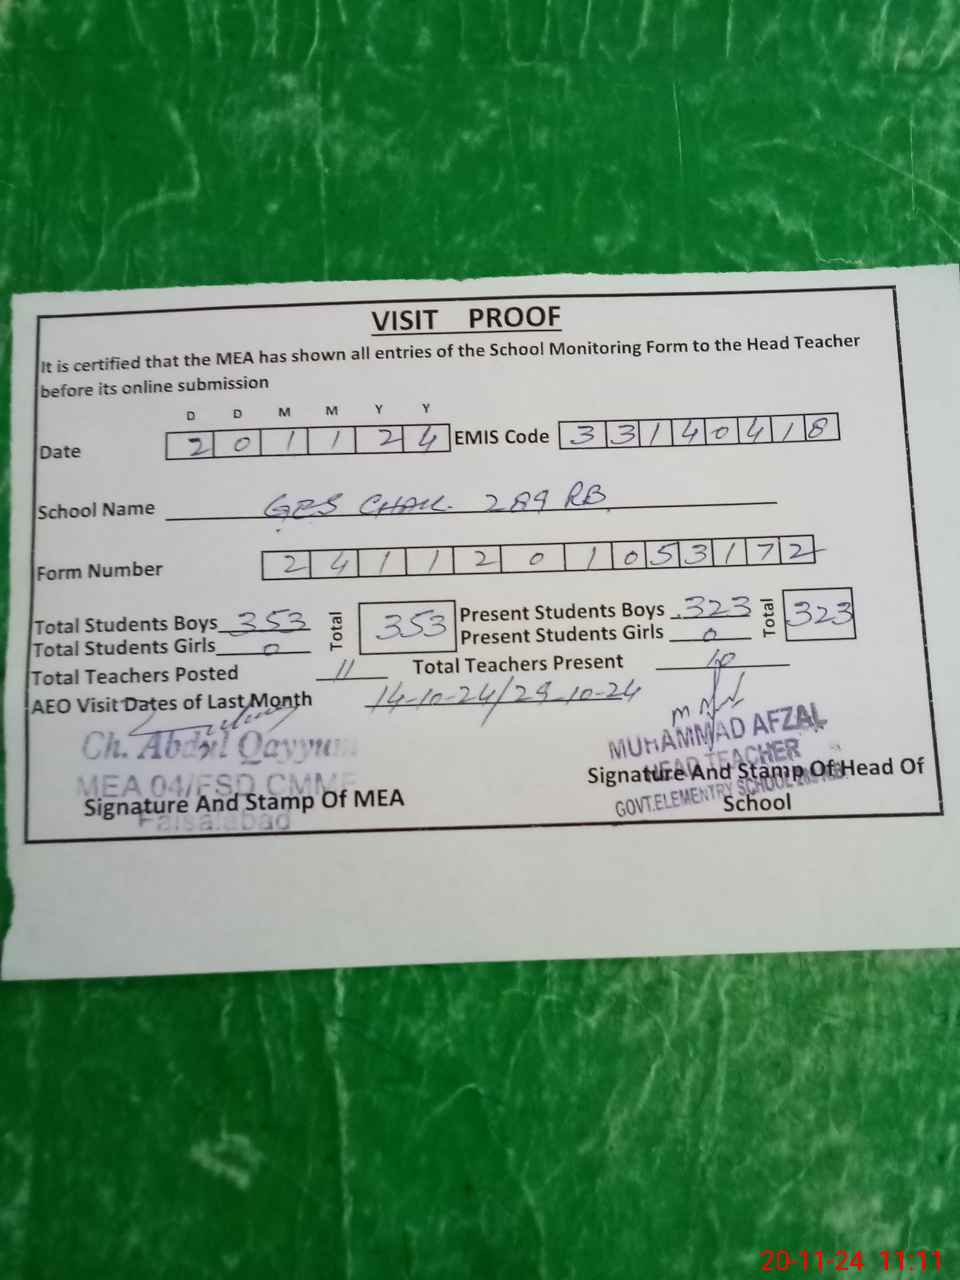 VISIT PROOF
It is certified that the MEA has shown all entries of the School Monitoring Form to the Head Teacher
before its online submission
D D M M Y Y
Date 2 0 1 1 2 4 EMIS Code 3 3 1 4 0 4 1 8
School Name GES CHAK. 289 RB
Form Number 2 4 1 1 2 0 1 0 5 3 1 7 2
Total Students Boys 353 Total 353 Present Students Boys 323 Total 323
Total Students Girls 0 Present Students Girls 0
Total Teachers Posted 11 Total Teachers Present 10
AEO Visit Dates of Last Month 14-10-24/29-10-24
Ch. Abdul Qayyum
MEA 04/FSD CMMF
Faisalabad
Signature And Stamp Of MEA
MUHAMMAD AFZAL
HEAD TEACHER
GOVT.ELEMENTRY SCHOOL
Signature And Stamp Of Head Of
School
20-11-24 11:11